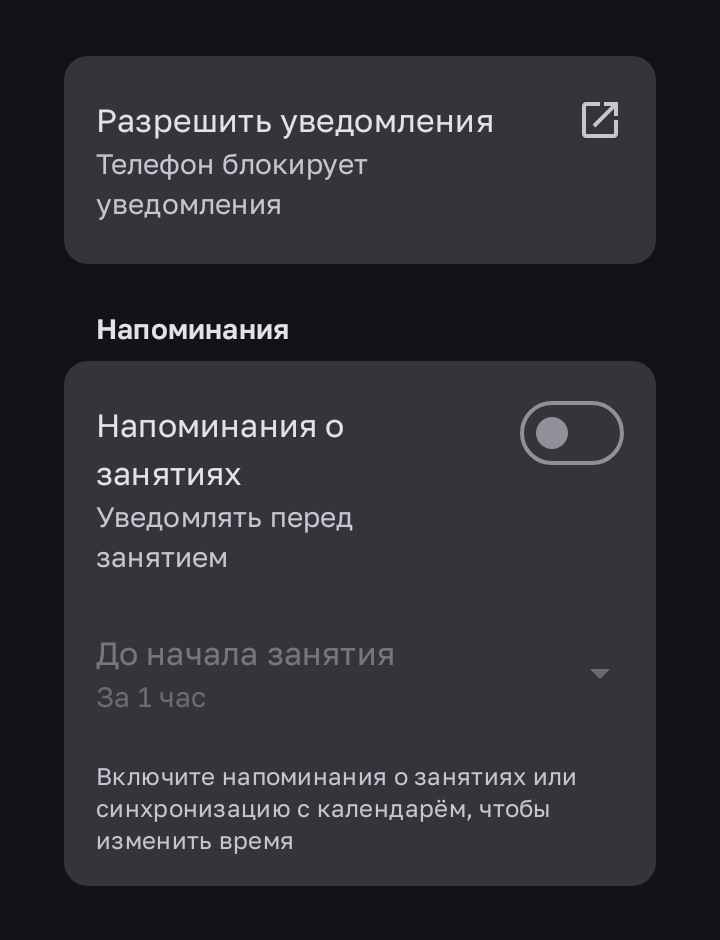 Разрешить уведомления
Телефон блокирует
уведомления
Напоминания
Напоминания о
занятиях
Уведомлять перед
занятием
До начала занятия
За 1 час
Включите напоминания о занятиях или
синхронизацию с календарём, чтобы
изменить время